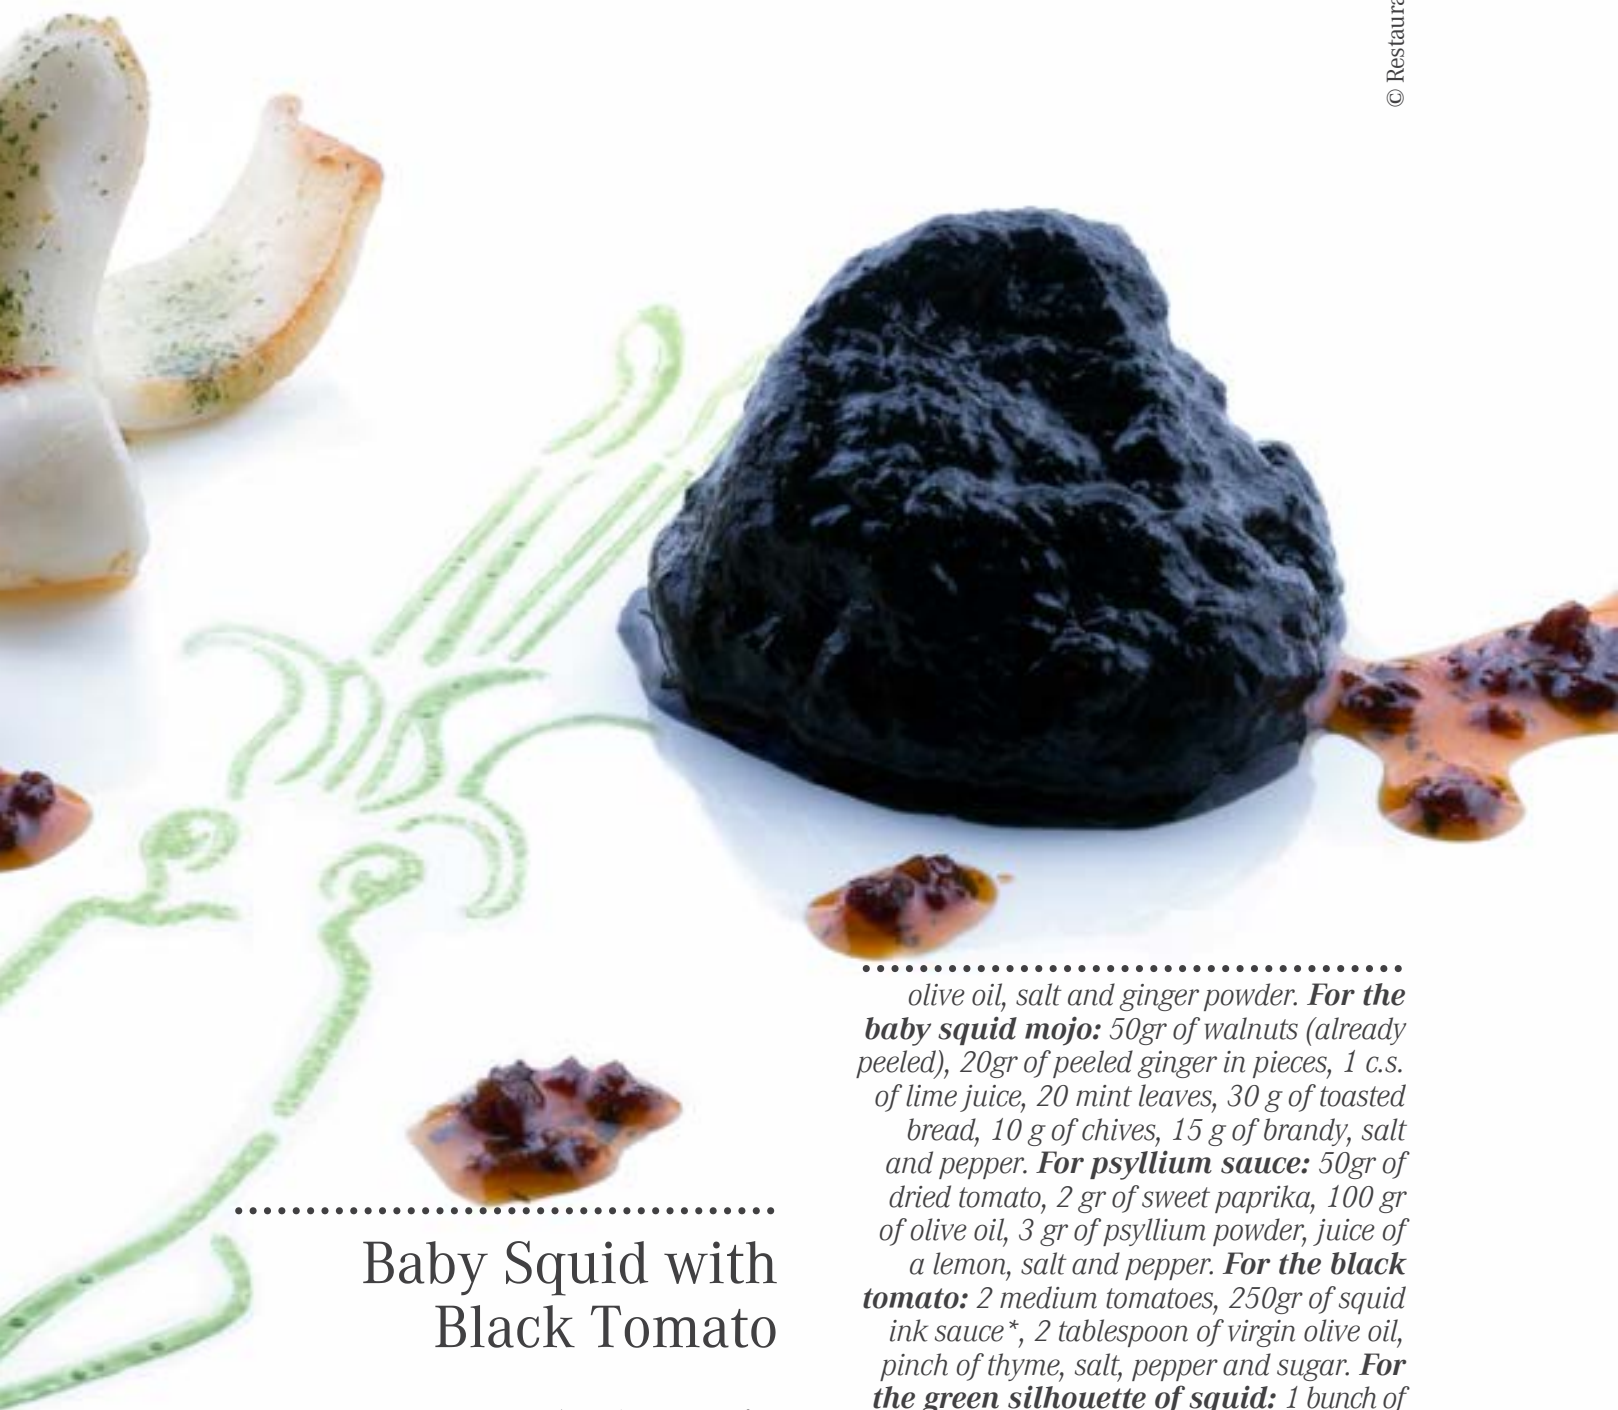 © Restaura
Baby Squid with
Black Tomato
olive oil, salt and ginger powder. For the
baby squid mojo: 50gr of walnuts (already
peeled), 20gr of peeled ginger in pieces, 1 c.s.
of lime juice, 20 mint leaves, 30 g of toasted
bread, 10 g of chives, 15 g of brandy, salt
and pepper. For psyllium sauce: 50gr of
dried tomato, 2 gr of sweet paprika, 100 gr
of olive oil, 3 gr of psyllium powder, juice of
a lemon, salt and pepper. For the black
tomato: 2 medium tomatoes, 250gr of squid
ink sauce*, 2 tablespoon of virgin olive oil,
pinch of thyme, salt, pepper and sugar. For
the green silhouette of squid: 1 bunch of